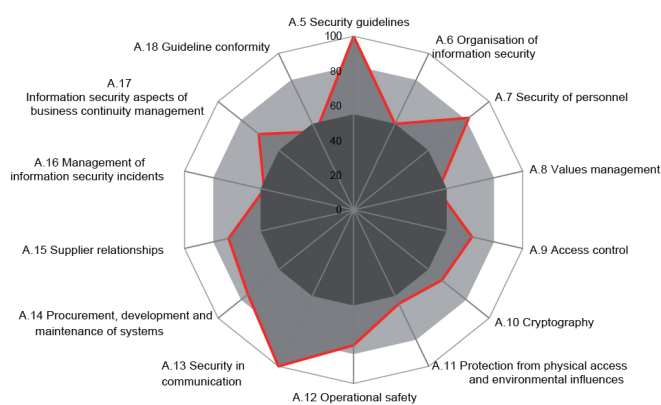 A.5 Security guidelines
100
80
60
40
20
0
A.6 Organisation of
information security
A.7 Security of personnel
A.8 Values management
A.9 Access control
A.10 Cryptography
A.11 Protection from physical access
and environmental influences
A.12 Operational safety
A.13 Security in
communication
A.14 Procurement, development and
maintenance of systems
A.15 Supplier relationships
A.16 Management of
information security incidents
A.17
Information security aspects of
business continuity management
A.18 Guideline conformity